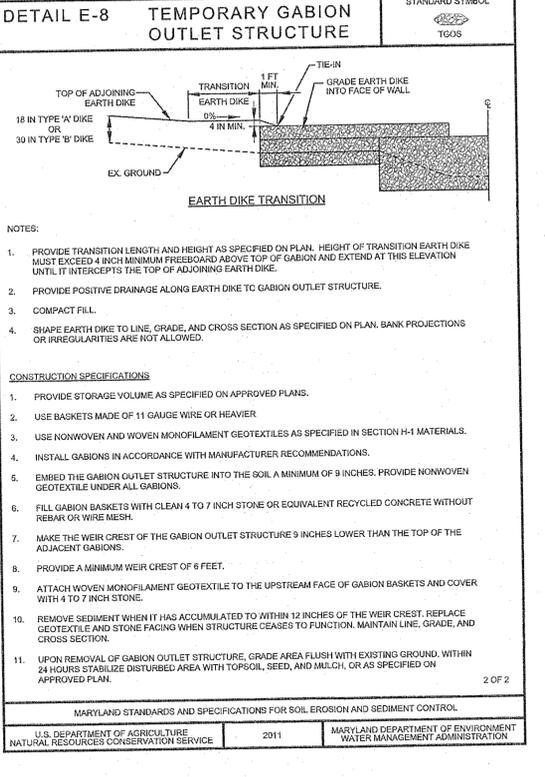 DETAIL E-8
TEMPORARY GABION
OUTLET STRUCTURE
STANDARD SYMBOL
TGOS
TIE-IN
1 FT
MIN.
TRANSITION
GRADE EARTH DIKE
INTO FACE OF WALL
TOP OF ADJOINING
EARTH DIKE
EARTH DIKE
0%
4 IN MIN.
18 IN TYPE 'A' DIKE
OR
30 IN TYPE 'B' DIKE
EX. GROUND
EARTH DIKE TRANSITION
NOTES:
1. PROVIDE TRANSITION LENGTH AND HEIGHT AS SPECIFIED ON PLAN. HEIGHT OF TRANSITION EARTH DIKE
MUST EXCEED 4 INCH MINIMUM FREEBOARD ABOVE TOP OF GABION AND EXTEND AT THIS ELEVATION
UNTIL IT INTERCEPTS THE TOP OF ADJOINING EARTH DIKE.
2. PROVIDE POSITIVE DRAINAGE ALONG EARTH DIKE TO GABION OUTLET STRUCTURE.
3. COMPACT FILL.
4. SHAPE EARTH DIKE TO LINE, GRADE, AND CROSS SECTION AS SPECIFIED ON PLAN. BANK PROJECTIONS
OR IRREGULARITIES ARE NOT ALLOWED.
CONSTRUCTION SPECIFICATIONS
1. PROVIDE STORAGE VOLUME AS SPECIFIED ON APPROVED PLANS.
2. USE BASKETS MADE OF 11 GAUGE WIRE OR HEAVIER
3. USE NONWOVEN AND WOVEN MONOFILAMENT GEOTEXTILES AS SPECIFIED IN SECTION H-1 MATERIALS.
4. INSTALL GABIONS IN ACCORDANCE WITH MANUFACTURER RECOMMENDATIONS.
5. EMBED THE GABION OUTLET STRUCTURE INTO THE SOIL A MINIMUM OF 9 INCHES. PROVIDE NONWOVEN
GEOTEXTILE UNDER ALL GABIONS.
6. FILL GABION BASKETS WITH CLEAN 4 TO 7 INCH STONE OR EQUIVALENT RECYCLED CONCRETE WITHOUT
REBAR OR WIRE MESH.
7. MAKE THE WEIR CREST OF THE GABION OUTLET STRUCTURE 9 INCHES LOWER THAN THE TOP OF THE
ADJACENT GABIONS.
8. PROVIDE A MINIMUM WEIR CREST OF 6 FEET.
9. ATTACH WOVEN MONOFILAMENT GEOTEXTILE TO THE UPSTREAM FACE OF GABION BASKETS AND COVER
WITH 4 TO 7 INCH STONE.
10. REMOVE SEDIMENT WHEN IT HAS ACCUMULATED TO WITHIN 12 INCHES OF THE WEIR CREST. REPLACE
GEOTEXTILE AND STONE FACING WHEN STRUCTURE CEASES TO FUNCTION. MAINTAIN LINE, GRADE, AND
CROSS SECTION.
11. UPON REMOVAL OF GABION OUTLET STRUCTURE, GRADE AREA FLUSH WITH EXISTING GROUND. WITHIN
24 HOURS STABILIZE DISTURBED AREA WITH TOPSOIL, SEED, AND MULCH, OR AS SPECIFIED ON
APPROVED PLAN.
2 OF 2
MARYLAND STANDARDS AND SPECIFICATIONS FOR SOIL EROSION AND SEDIMENT CONTROL
U.S. DEPARTMENT OF AGRICULTURE
NATURAL RESOURCES CONSERVATION SERVICE
2011
MARYLAND DEPARTMENT OF ENVIRONMENT
WATER MANAGEMENT ADMINISTRATION